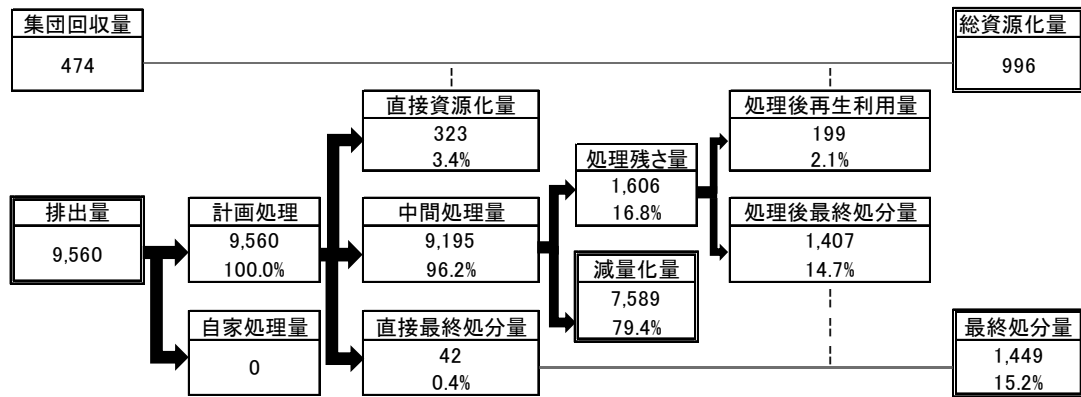 集団回収量
474
総資源化量
996
直接資源化量
323
3.4%
処理後再生利用量
199
2.1%
処理残さ量
1,606
16.8%
排出量
9,560
計画処理
9,560
100.0%
中間処理量
9,195
96.2%
処理後最終処分量
1,407
14.7%
減量化量
7,589
79.4%
自家処理量
0
直接最終処分量
42
0.4%
最終処分量
1,449
15.2%